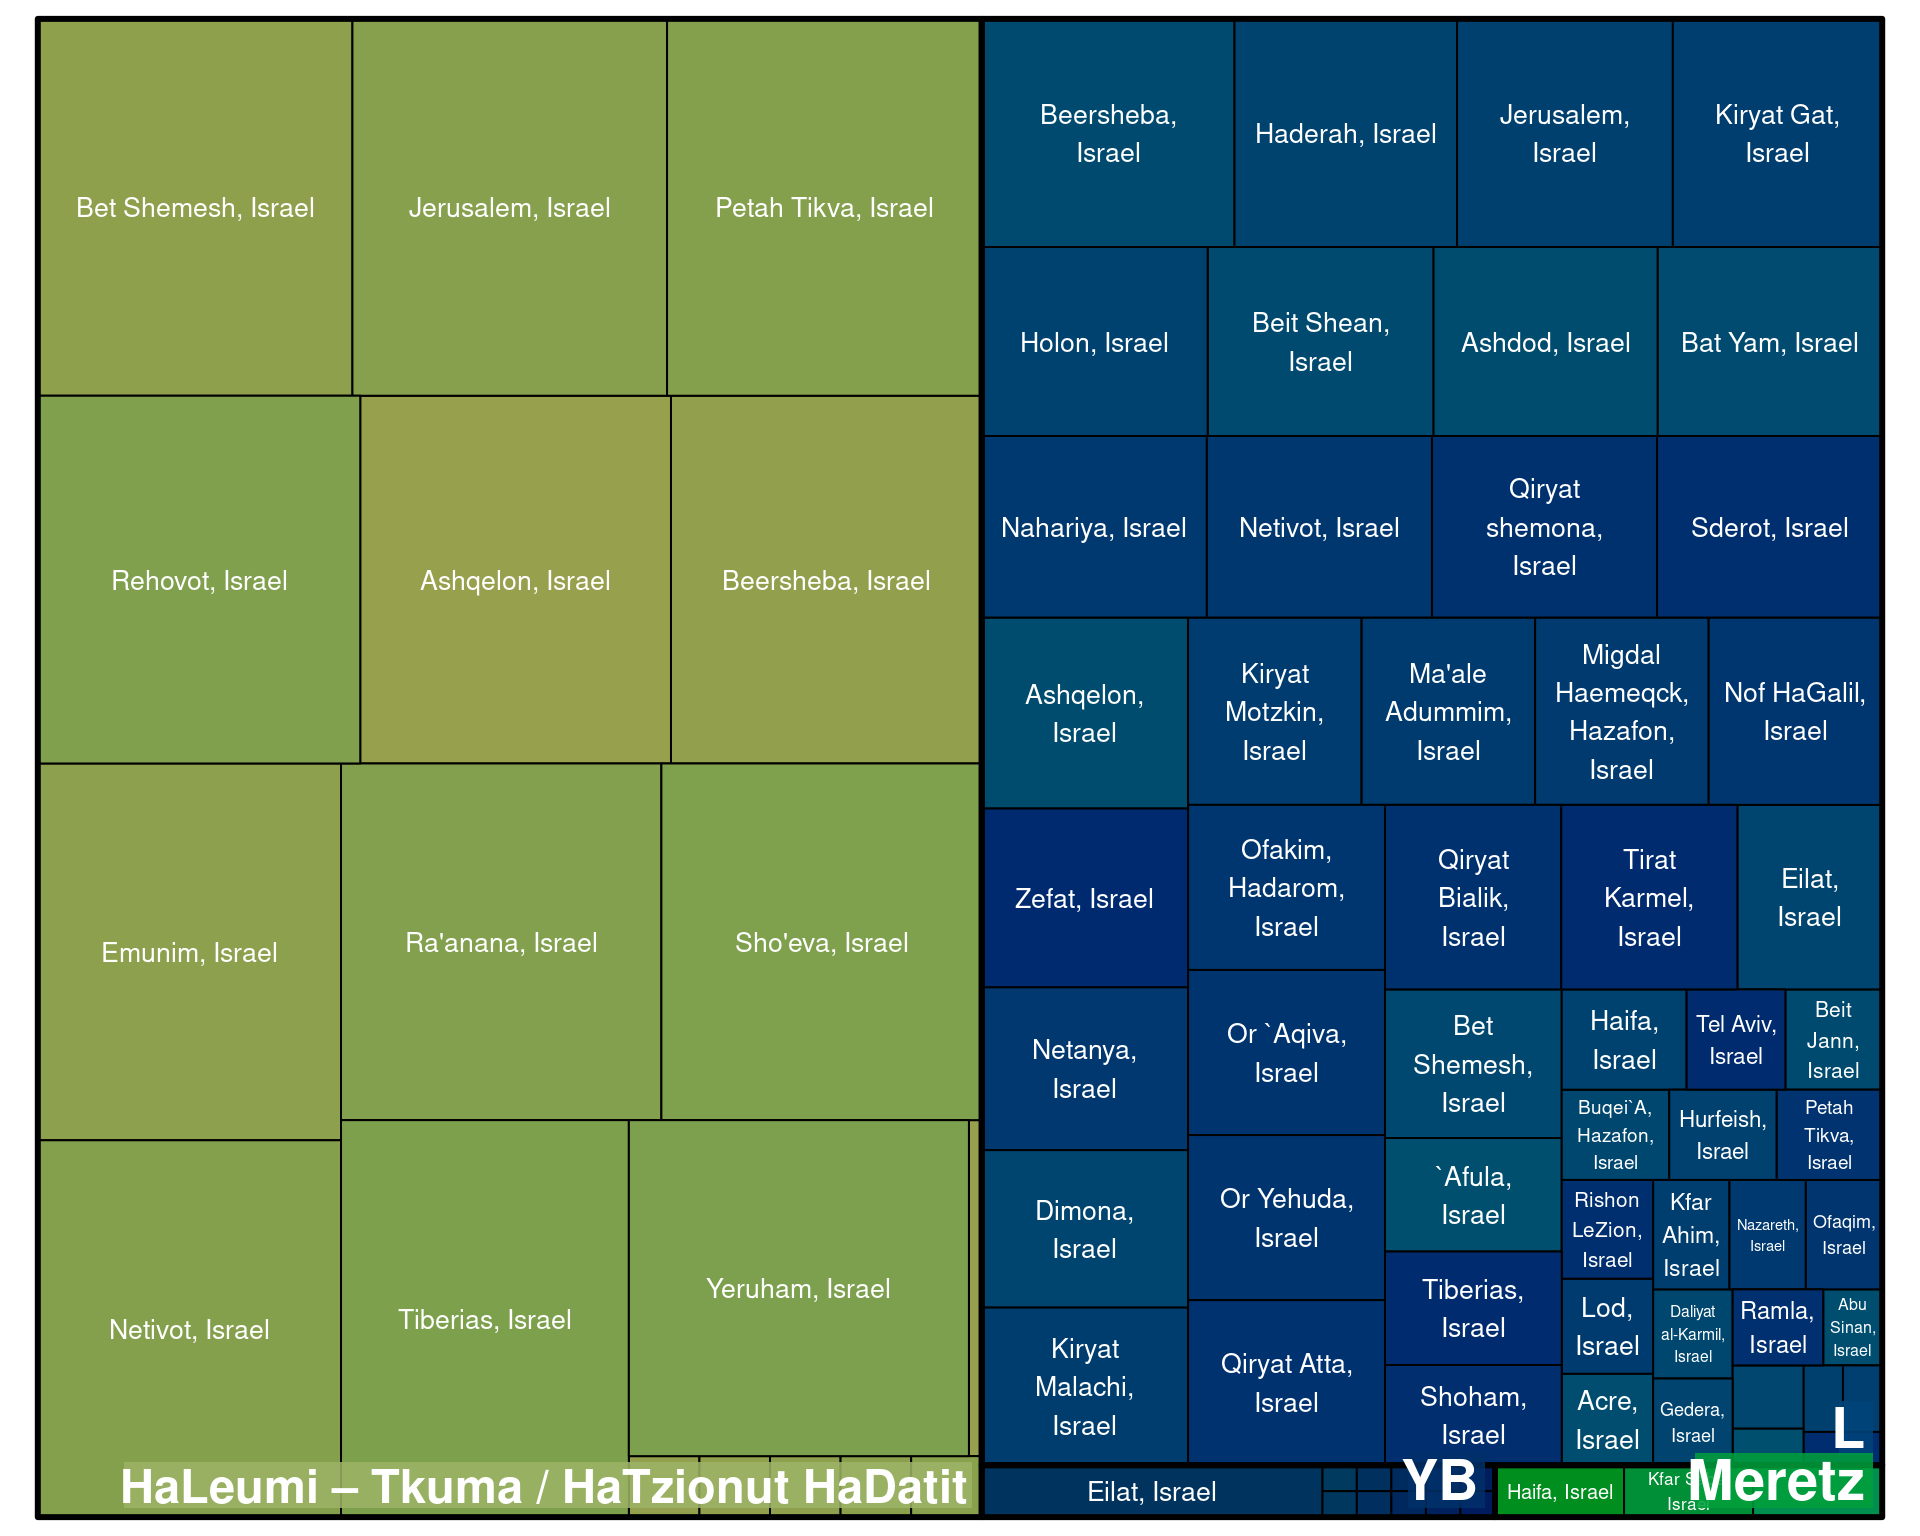 Bet Shemesh, Israel
Jerusalem, Israel
Petah Tikva, Israel
Rehovot, Israel
Ashqelon, Israel
Beersheba, Israel
Emunim, Israel
Ra'anana, Israel
Sho'eva, Israel
Netivot, Israel
Tiberias, Israel
Yeruham, Israel
HaLeumi – Tkuma / HaTzionut HaDatit
Beersheba,
Israel
Haderah, Israel
Jerusalem,
Israel
Kiryat Gat,
Israel
Holon, Israel
Beit Shean,
Israel
Ashdod, Israel
Bat Yam, Israel
Nahariya, Israel
Netivot, Israel
Qiryat
shemona,
Israel
Sderot, Israel
Ashqelon,
Israel
Kiryat
Motzkin,
Israel
Ma'ale
Adummim,
Israel
Migdal
Haemeqck,
Hazafon,
Israel
Nof HaGalil,
Israel
Zefat, Israel
Ofakim,
Hadarom,
Israel
Qiryat
Bialik,
Israel
Tirat
Karmel,
Israel
Eilat,
Israel
Netanya,
Israel
Or `Aqiva,
Israel
Bet
Shemesh,
Israel
Haifa,
Israel
Tel Aviv,
Israel
Beit
Jann,
Israel
Buqei`A,
Hazafon,
Israel
Hurfeish,
Israel
Petah
Tikva,
Israel
Dimona,
Israel
Or Yehuda,
Israel
`Afula,
Israel
Rishon
LeZion,
Israel
Kfar
Ahim,
Israel
Nazareth,
Israel
Ofaqim,
Israel
Tiberias,
Israel
Lod,
Israel
Daliyat
al-Karmil,
Israel
Ramla,
Israel
Abu
Sinan,
Israel
Kiryat
Malachi,
Israel
Qiryat Atta,
Israel
Shoham,
Israel
Acre,
Israel
Gedera,
Israel
L
Eilat, Israel
YB
Haifa, Israel
Kfar
Israel
Meretz